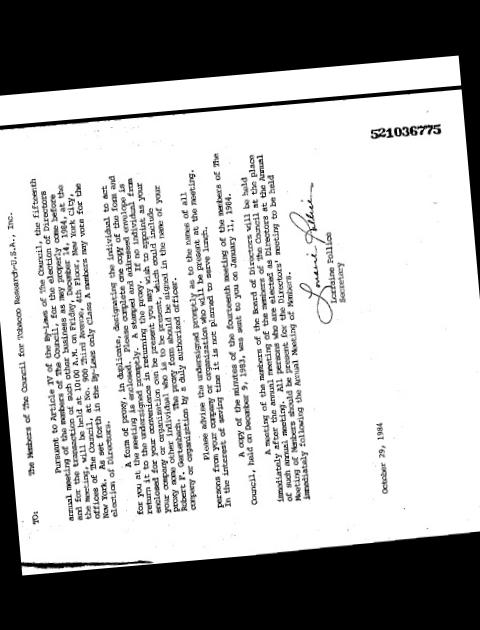 521036775
TO: The Members of The Council for Tobacco Research-U.S.A., Inc.
Pursuant to Article IV of the By-Laws of The Council, the fifteenth
annual meeting of the members of The Council, for the election of Directors
and for the transaction of such other business as may properly come before
the meeting, will be held at 10:00 A.M. on Friday, December 14, 1984, at the
offices of The Council, at No. 900 Third Avenue, 4th Floor, New York City,
New York. As set forth in the By-Laws only Class A members may vote for the
election of Directors.
A form of proxy, in duplicate, designating the individual to act
for you at the meeting is enclosed. Please complete one copy of the form and
return it to the undersigned promptly. A stamped and addressed envelope is
enclosed for your convenience in returning the proxy. If no individual from
your company or organization can be present you may wish to appoint as your
proxy some other individual who is to be present, which could include
Robert F. Gertenbach. The proxy form should be signed in the name of your
company or organization by a duly authorized officer.
Please advise the undersigned promptly as to the names of all
persons from your company or organization who will be present at the meeting.
In the interest of saving time it is not planned to serve lunch.
A copy of the minutes of the fourteenth meeting of the members of The
Council, held on December 9, 1983, was sent to you on January 11, 1984.
A meeting of the members of the Board of Directors will be held
immediately after the annual meeting of the members of The Council at the place
of such annual meeting. All persons who are elected as Directors at the Annual
Meeting of Members should be present for the Directors' meeting to be held
immediately following the Annual Meeting of Members.
Lorraine Pollice
Lorraine Pollice
Secretary
October 29, 1984